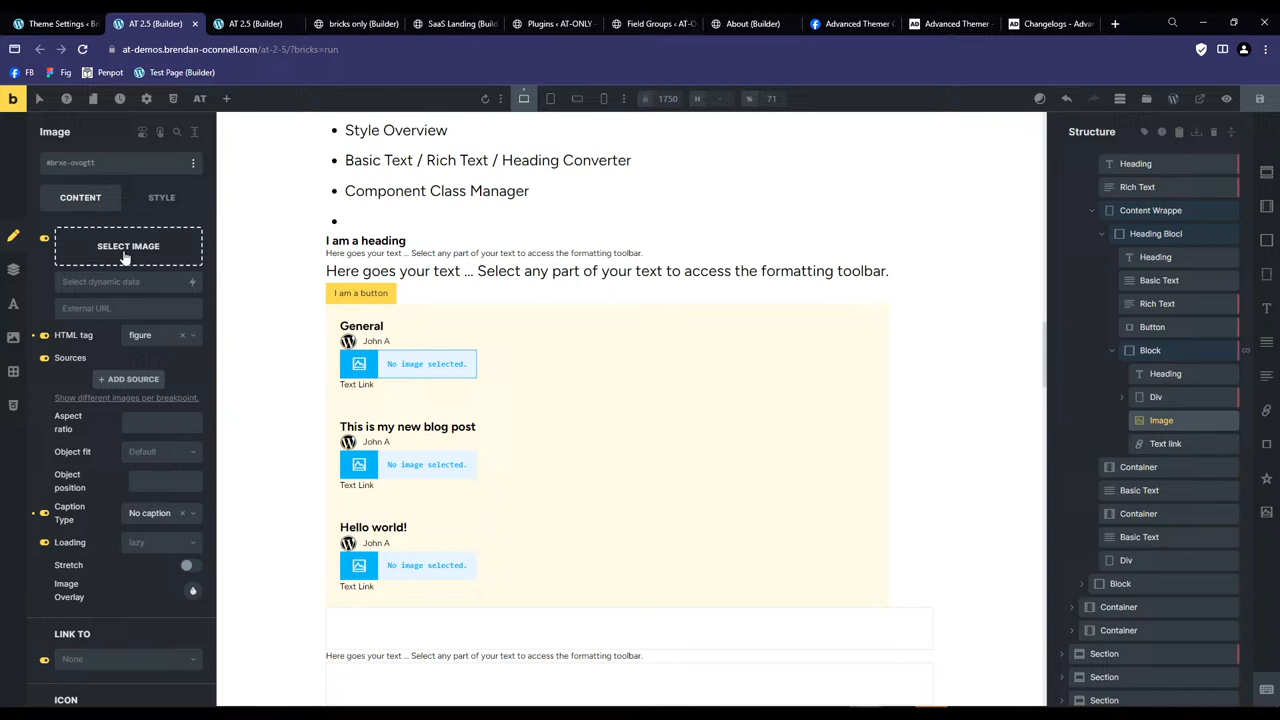 Theme Settings ‹
AT 2.5 (Builder)
AT 2.5 (Builder)
bricks only (Builder)
SaaS Landing (Build
Plugins ‹ AT-ONLY -
Field Groups ‹ AT-O
About (Builder)
Advanced Themer C
Advanced Themer
Changelogs - Adva
at-demos.brendan-oconnell.com/at-2-5/?bricks=run
FB
Fig
Penpot
Test Page (Builder)
b
AT
1750
H
-
%
71
Image
#brxe-ovogtt
CONTENT
STYLE
SELECT IMAGE
Select dynamic data
External URL
HTML tag
figure
Sources
+ ADD SOURCE
Show different images per breakpoint.
Aspect
ratio
Object fit
Default
Object
position
Caption
Type
No caption
Loading
lazy
Stretch
Image
Overlay
LINK TO
None
ICON
• Style Overview
• Basic Text / Rich Text / Heading Converter
• Component Class Manager
•
I am a heading
Here goes your text ... Select any part of your text to access the formatting toolbar.
Here goes your text ... Select any part of your text to access the formatting toolbar.
I am a button
General
John A
No image selected.
Text Link
This is my new blog post
John A
No image selected.
Text Link
Hello world!
John A
No image selected.
Text Link
Here goes your text ... Select any part of your text to access the formatting toolbar.
Structure
Heading
Rich Text
Content Wrappe
Heading Blocl
Heading
Basic Text
Rich Text
Button
Block
Heading
Div
Image
Text link
Container
Basic Text
Container
Basic Text
Div
Block
Container
Container
Section
Section
Section